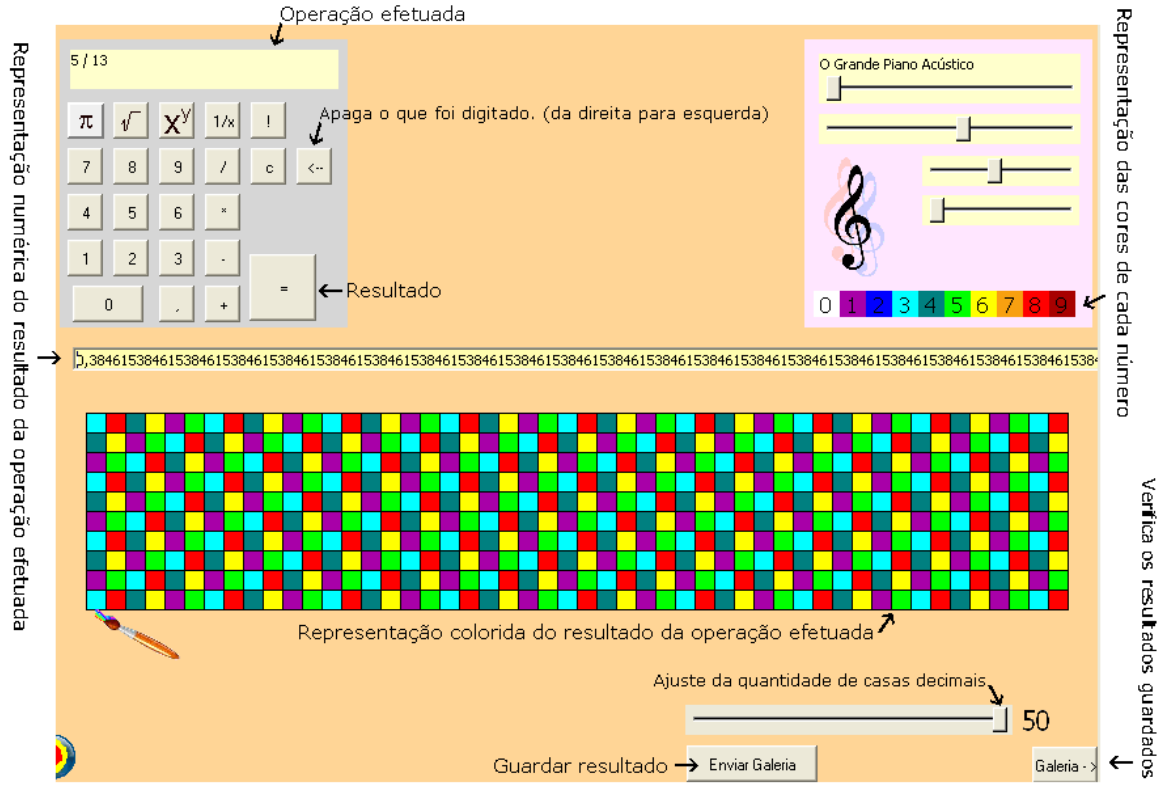 Operação efetuada
5 / 13
Apaga o que foi digitado. (da direita para esquerda)
π √ Xʸ 1/x !
7 8 9 / c <--
4 5 6 *
1 2 3 -
0 , + =
Resultado
O Grande Piano Acústico
0 1 2 3 4 5 6 7 8 9
Representação das cores de cada número
Representação numérica do resultado da operação efetuada
,384615384615384615384615384615384615384615384615384615384615384615384615384615384615384615384615384
Representação colorida do resultado da operação efetuada
Ajuste da quantidade de casas decimais
50
Guardar resultado
Enviar Galeria
Galeria - >
Verifica os resultados guardados